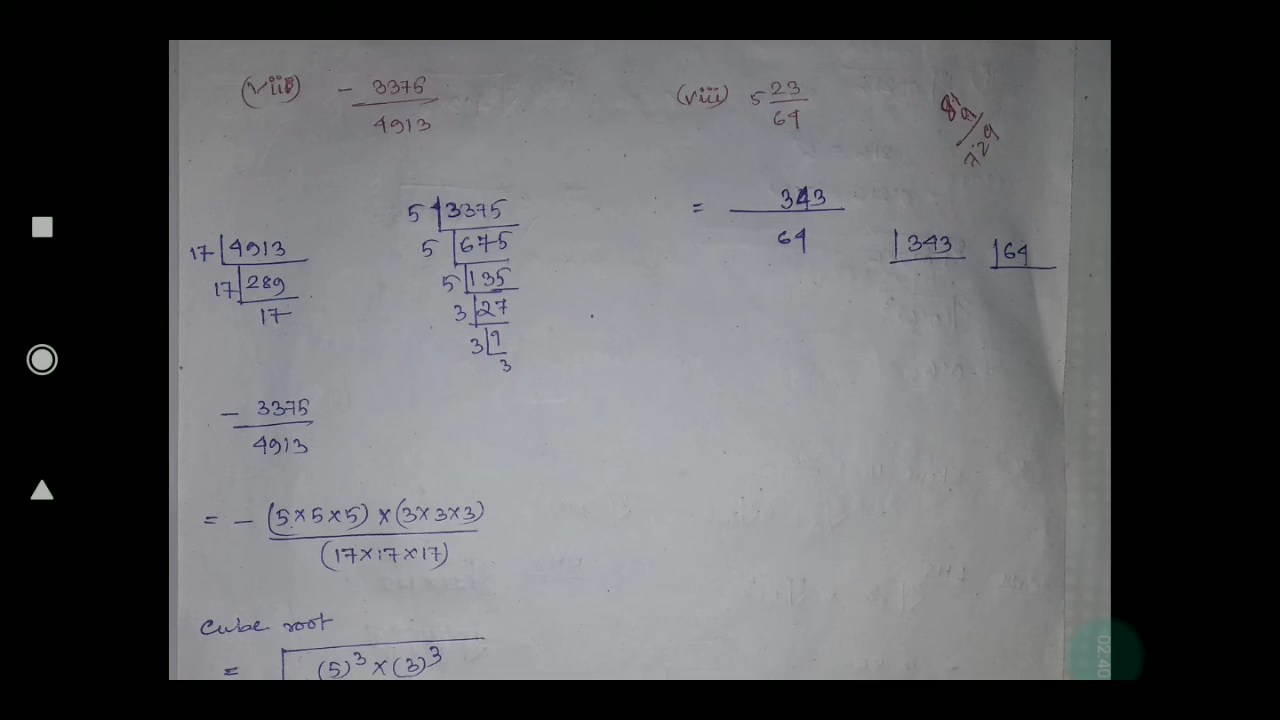 (vii) - 3375/4913
17 | 4913
17 | 289
17
5 | 3375
5 | 675
5 | 135
3 | 27
3 | 9
3
- 3375/4913
= - (5×5×5) × (3×3×3)/(17×17×17)
Cube root
= √(5)³ × (3)³
(viii) 5 23/64
= 343/64
| 343
| 64
02:40